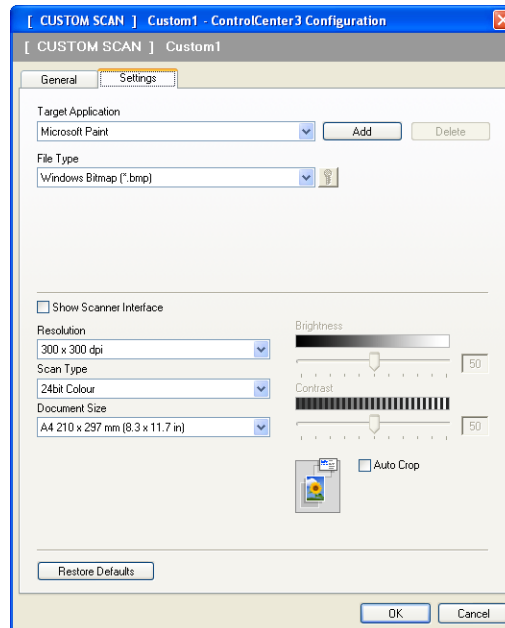 [ CUSTOM SCAN ] Custom1 - ControlCenter3 Configuration
[ CUSTOM SCAN ] Custom1
General Settings
Target Application
Microsoft Paint Add Delete
File Type
Windows Bitmap (*.bmp)
Show Scanner Interface
Resolution Brightness
300 x 300 dpi 50
Scan Type
24bit Colour Contrast
Document Size
A4 210 x 297 mm (8.3 x 11.7 in) 50
Auto Crop
Restore Defaults
OK Cancel